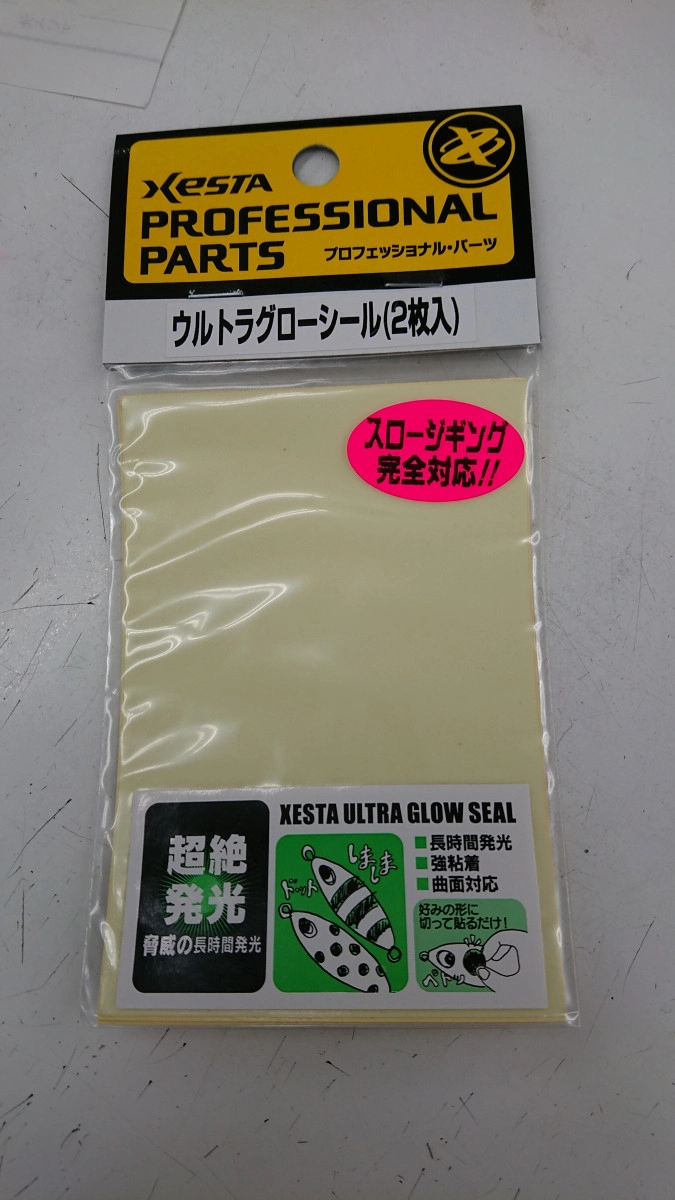 XESTA
PROFESSIONAL
PARTS
プロフェッショナル・パーツ
ウルトラグローシール(2枚入)
スロージギング
完全対応!!
XESTA ULTRA GLOW SEAL
超絶
発光
脅威の長時間発光
ドット
しましま
■長時間発光
■強粘着
■曲面対応
好みの形に
切って貼るだけ!
ペトッ